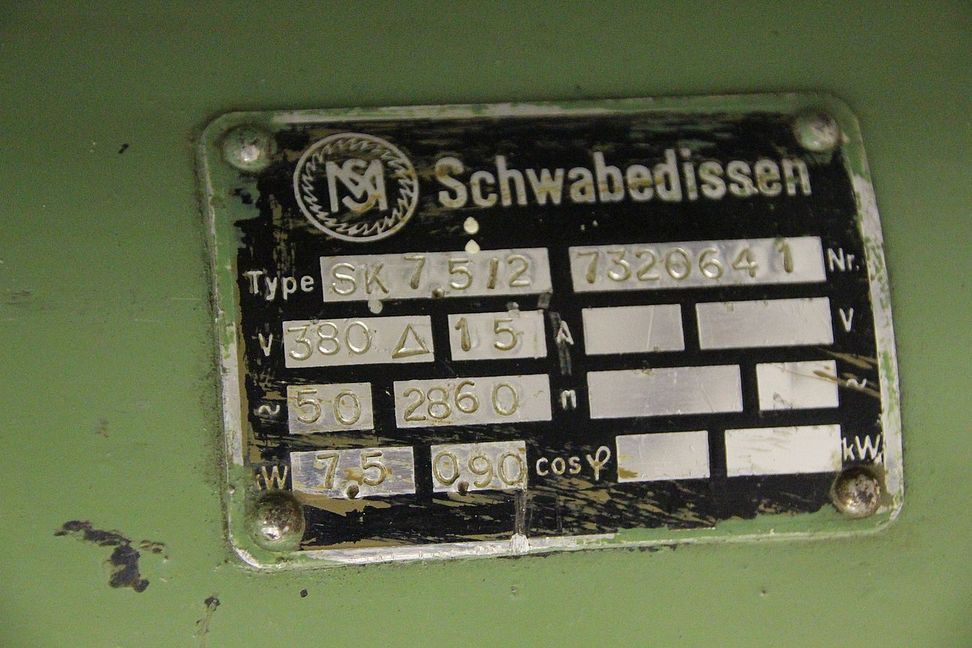 SM Schwabedissen
Type SK 7.5/2 7320641 Nr.
V 380 Δ 15 A V
~ 50 2860 n ~
kW 7.5 0.90 cosφ kW